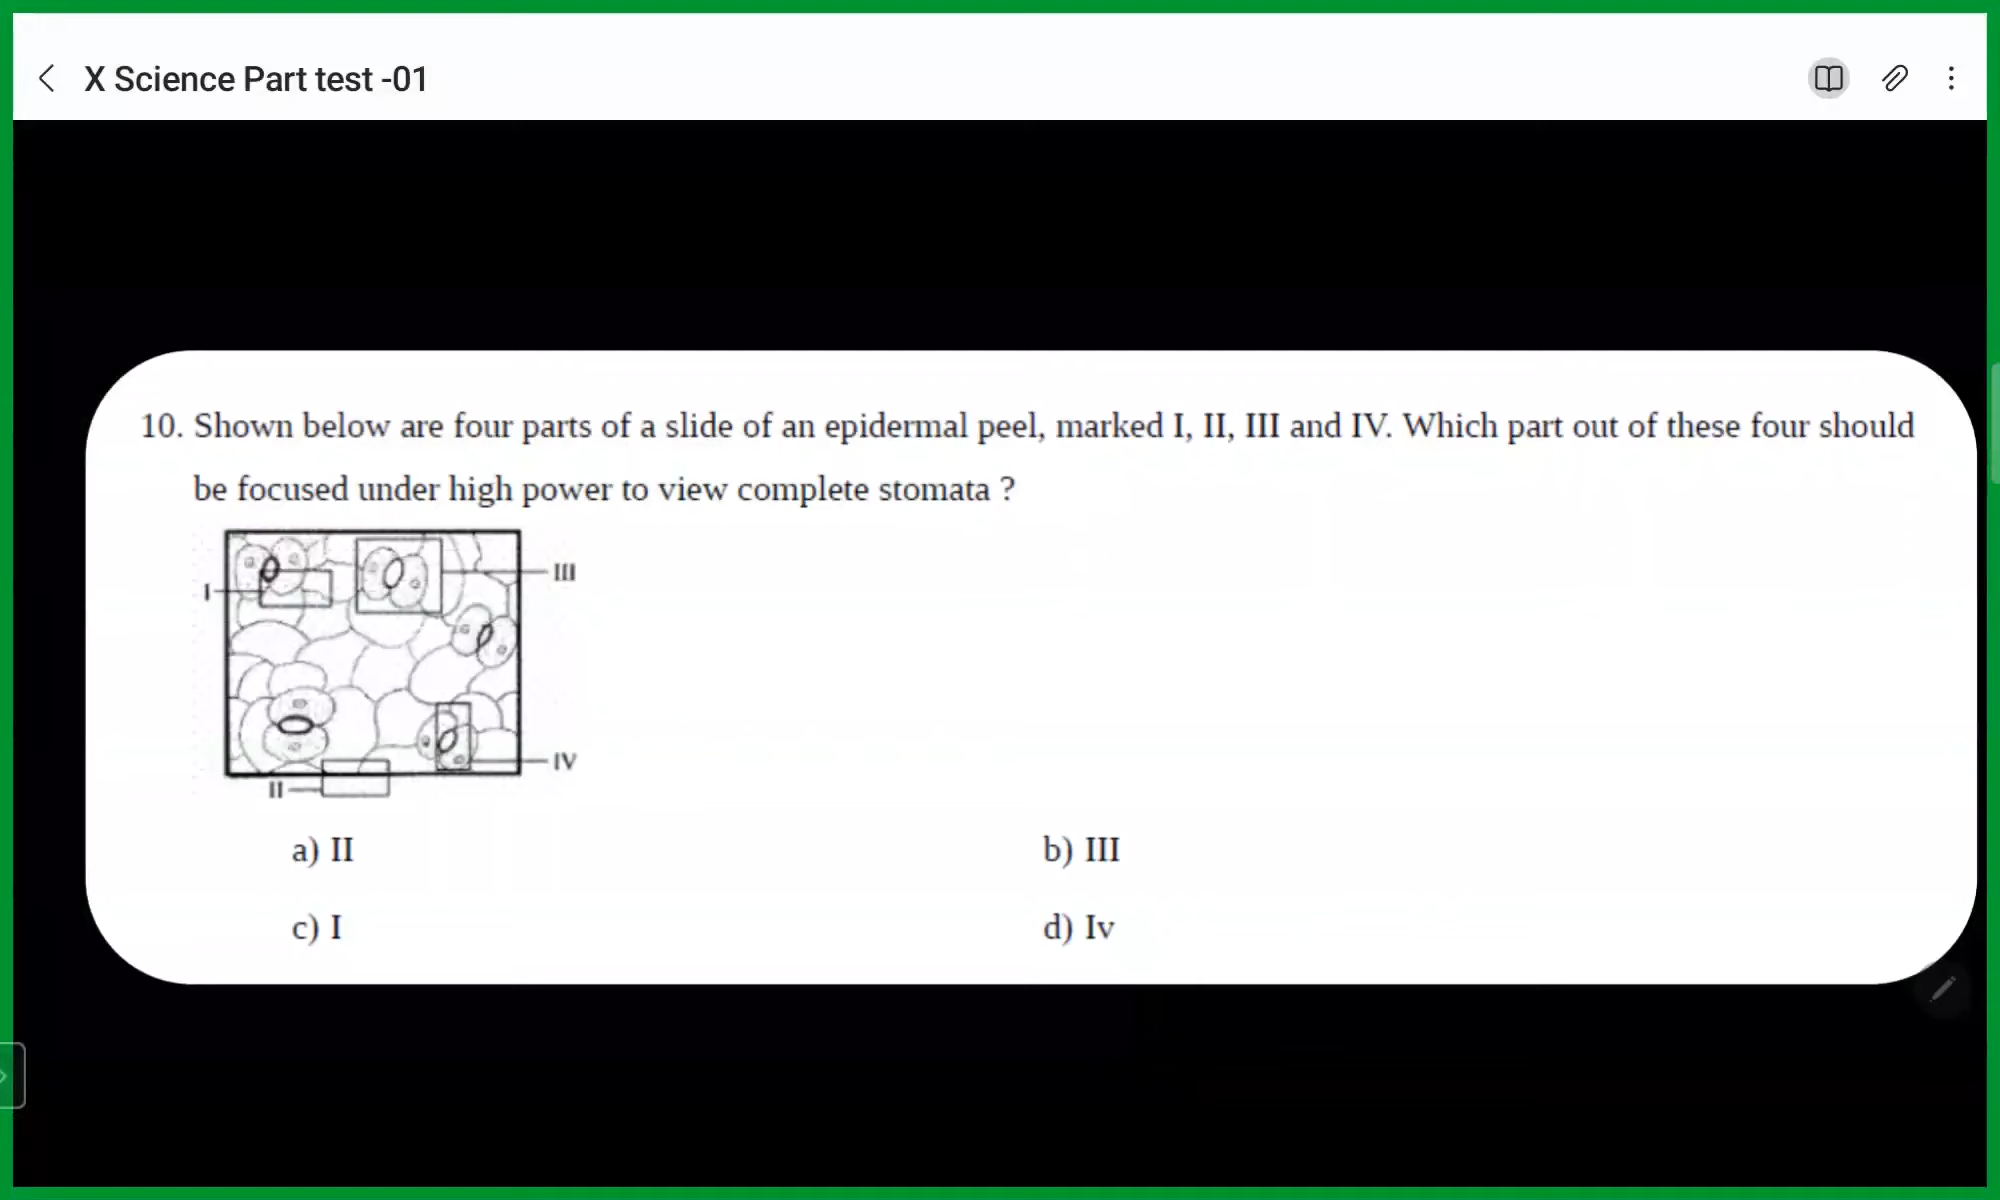 X Science Part test -01
10. Shown below are four parts of a slide of an epidermal peel, marked I, II, III and IV. Which part out of these four should
be focused under high power to view complete stomata ?
III
I
IV
II
a) II
b) III
c) I
d) Iv